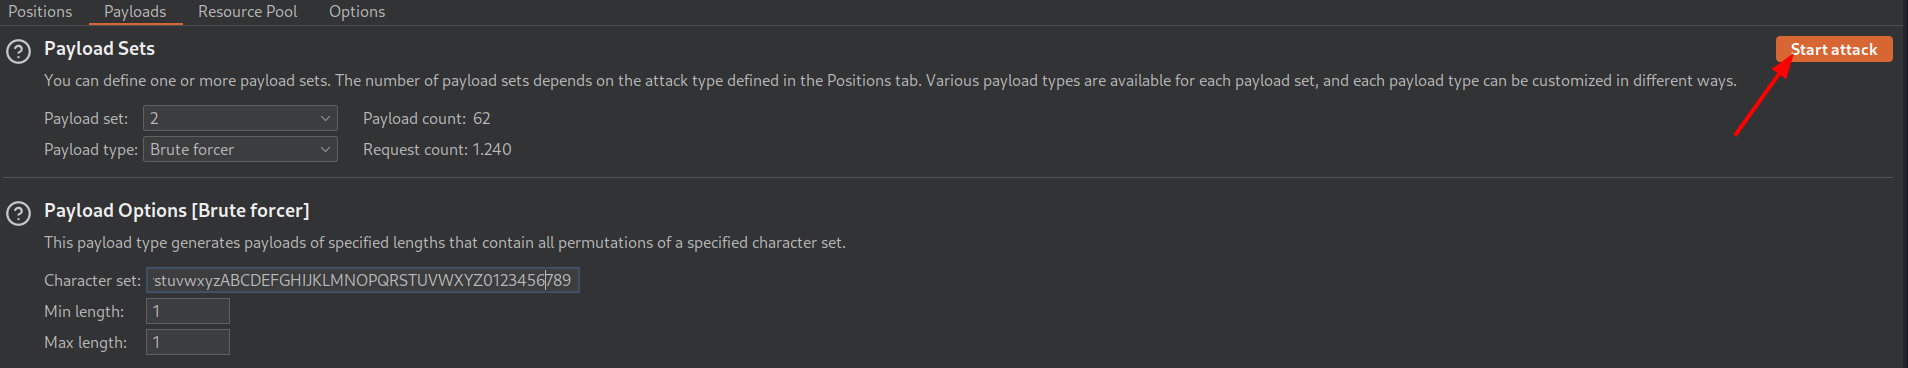 Positions Payloads Resource Pool Options
Payload Sets
Start attack
You can define one or more payload sets. The number of payload sets depends on the attack type defined in the Positions tab. Various payload types are available for each payload set, and each payload type can be customized in different ways.
Payload set: 2 Payload count: 62
Payload type: Brute forcer Request count: 1.240
Payload Options [Brute forcer]
This payload type generates payloads of specified lengths that contain all permutations of a specified character set.
Character set: stuvwxyzABCDEFGHIJKLMNOPQRSTUVWXYZ0123456789
Min length: 1
Max length: 1